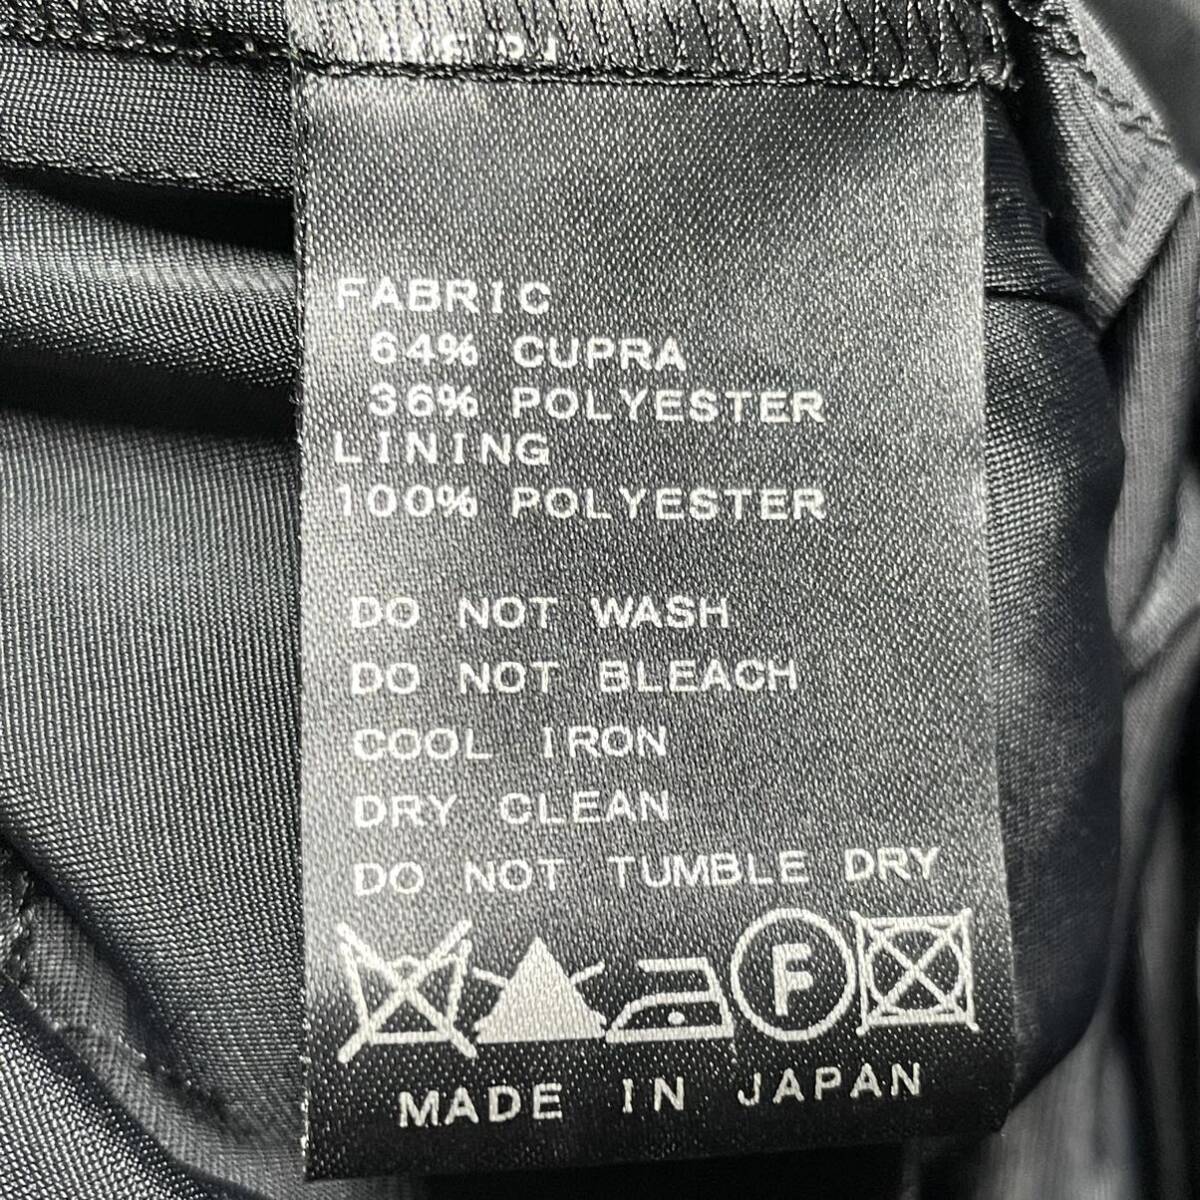 FABRIC
64% CUPRA
36% POLYESTER
LINING
100% POLYESTER
DO NOT WASH
DO NOT BLEACH
COOL IRON
DRY CLEAN
DO NOT TUMBLE DRY
F
MADE IN JAPAN